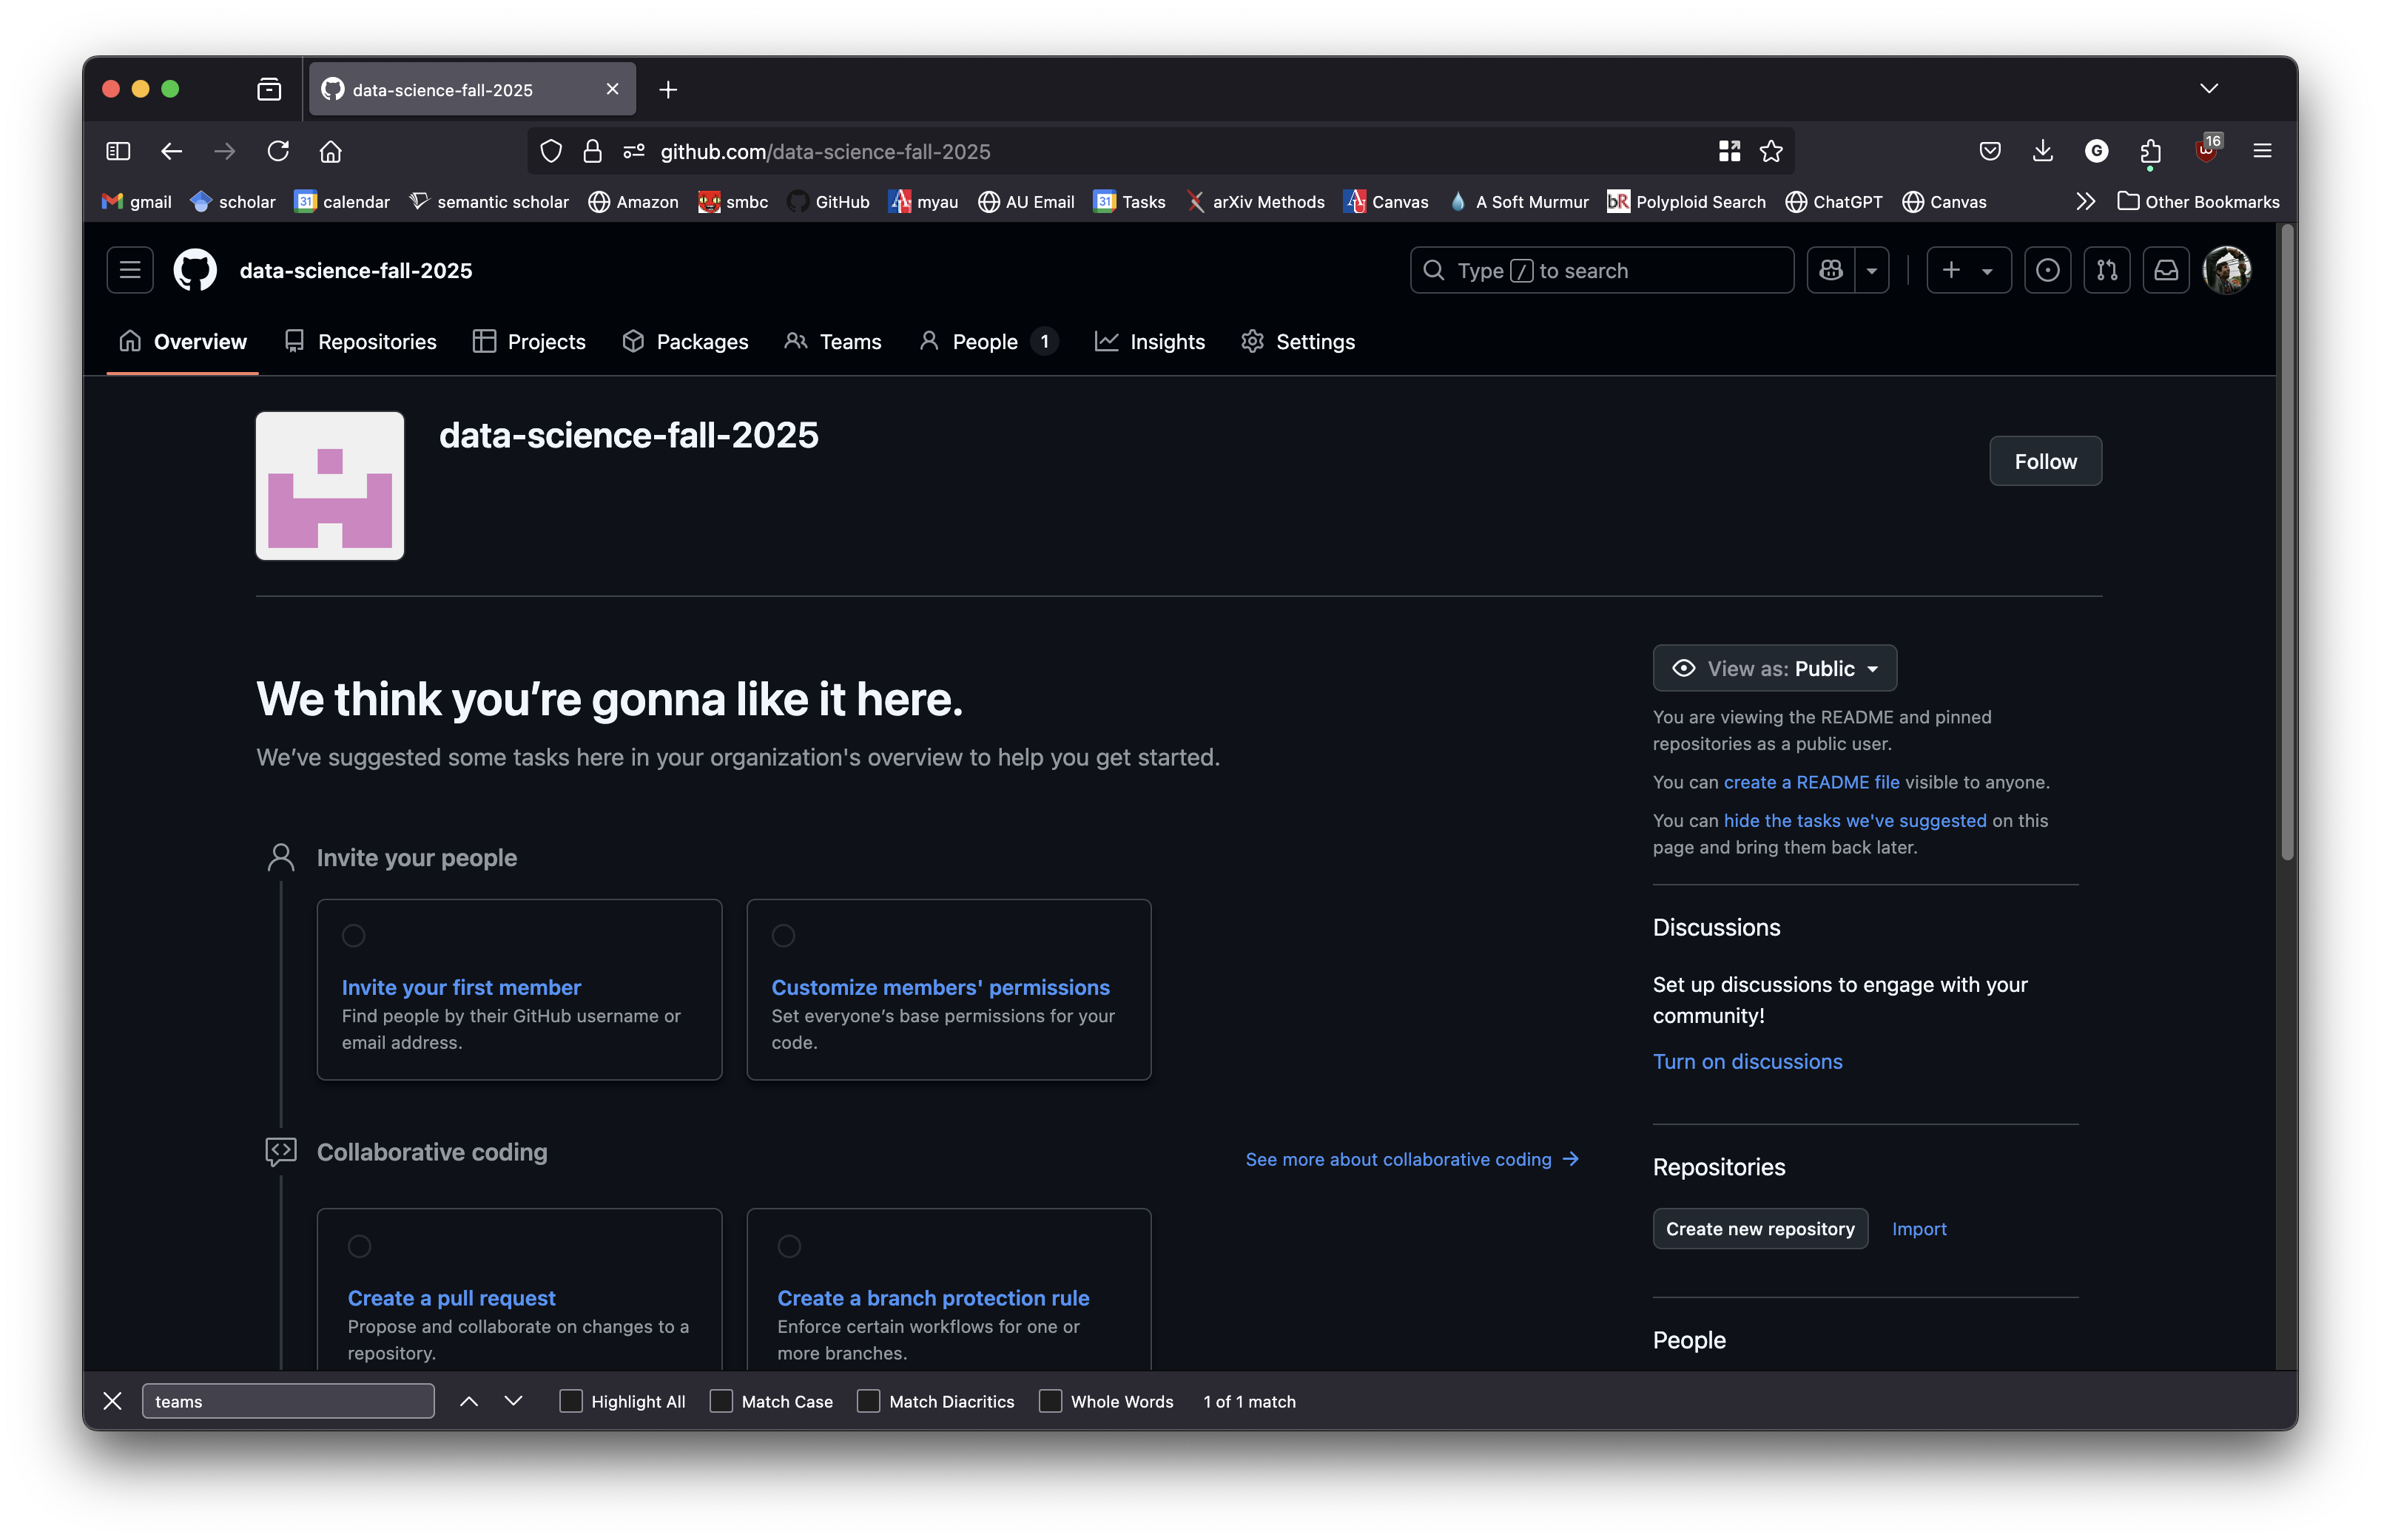 data-science-fall-2025
github.com/data-science-fall-2025
16
gmail scholar calendar semantic scholar Amazon smbc GitHub myau AU Email Tasks arXiv Methods Canvas A Soft Murmur bR Polyploid Search ChatGPT Canvas Other Bookmarks
data-science-fall-2025
Type / to search
Overview Repositories Projects Packages Teams People 1 Insights Settings
data-science-fall-2025
Follow
We think you’re gonna like it here.
We’ve suggested some tasks here in your organization's overview to help you get started.
Invite your people
Invite your first member
Find people by their GitHub username or
email address.
Customize members' permissions
Set everyone’s base permissions for your
code.
Collaborative coding
See more about collaborative coding →
Create a pull request
Propose and collaborate on changes to a
repository.
Create a branch protection rule
Enforce certain workflows for one or
more branches.
View as: Public
You are viewing the README and pinned
repositories as a public user.
You can create a README file visible to anyone.
You can hide the tasks we've suggested on this
page and bring them back later.
Discussions
Set up discussions to engage with your
community!
Turn on discussions
Repositories
Create new repository Import
People
teams Highlight All Match Case Match Diacritics Whole Words 1 of 1 match